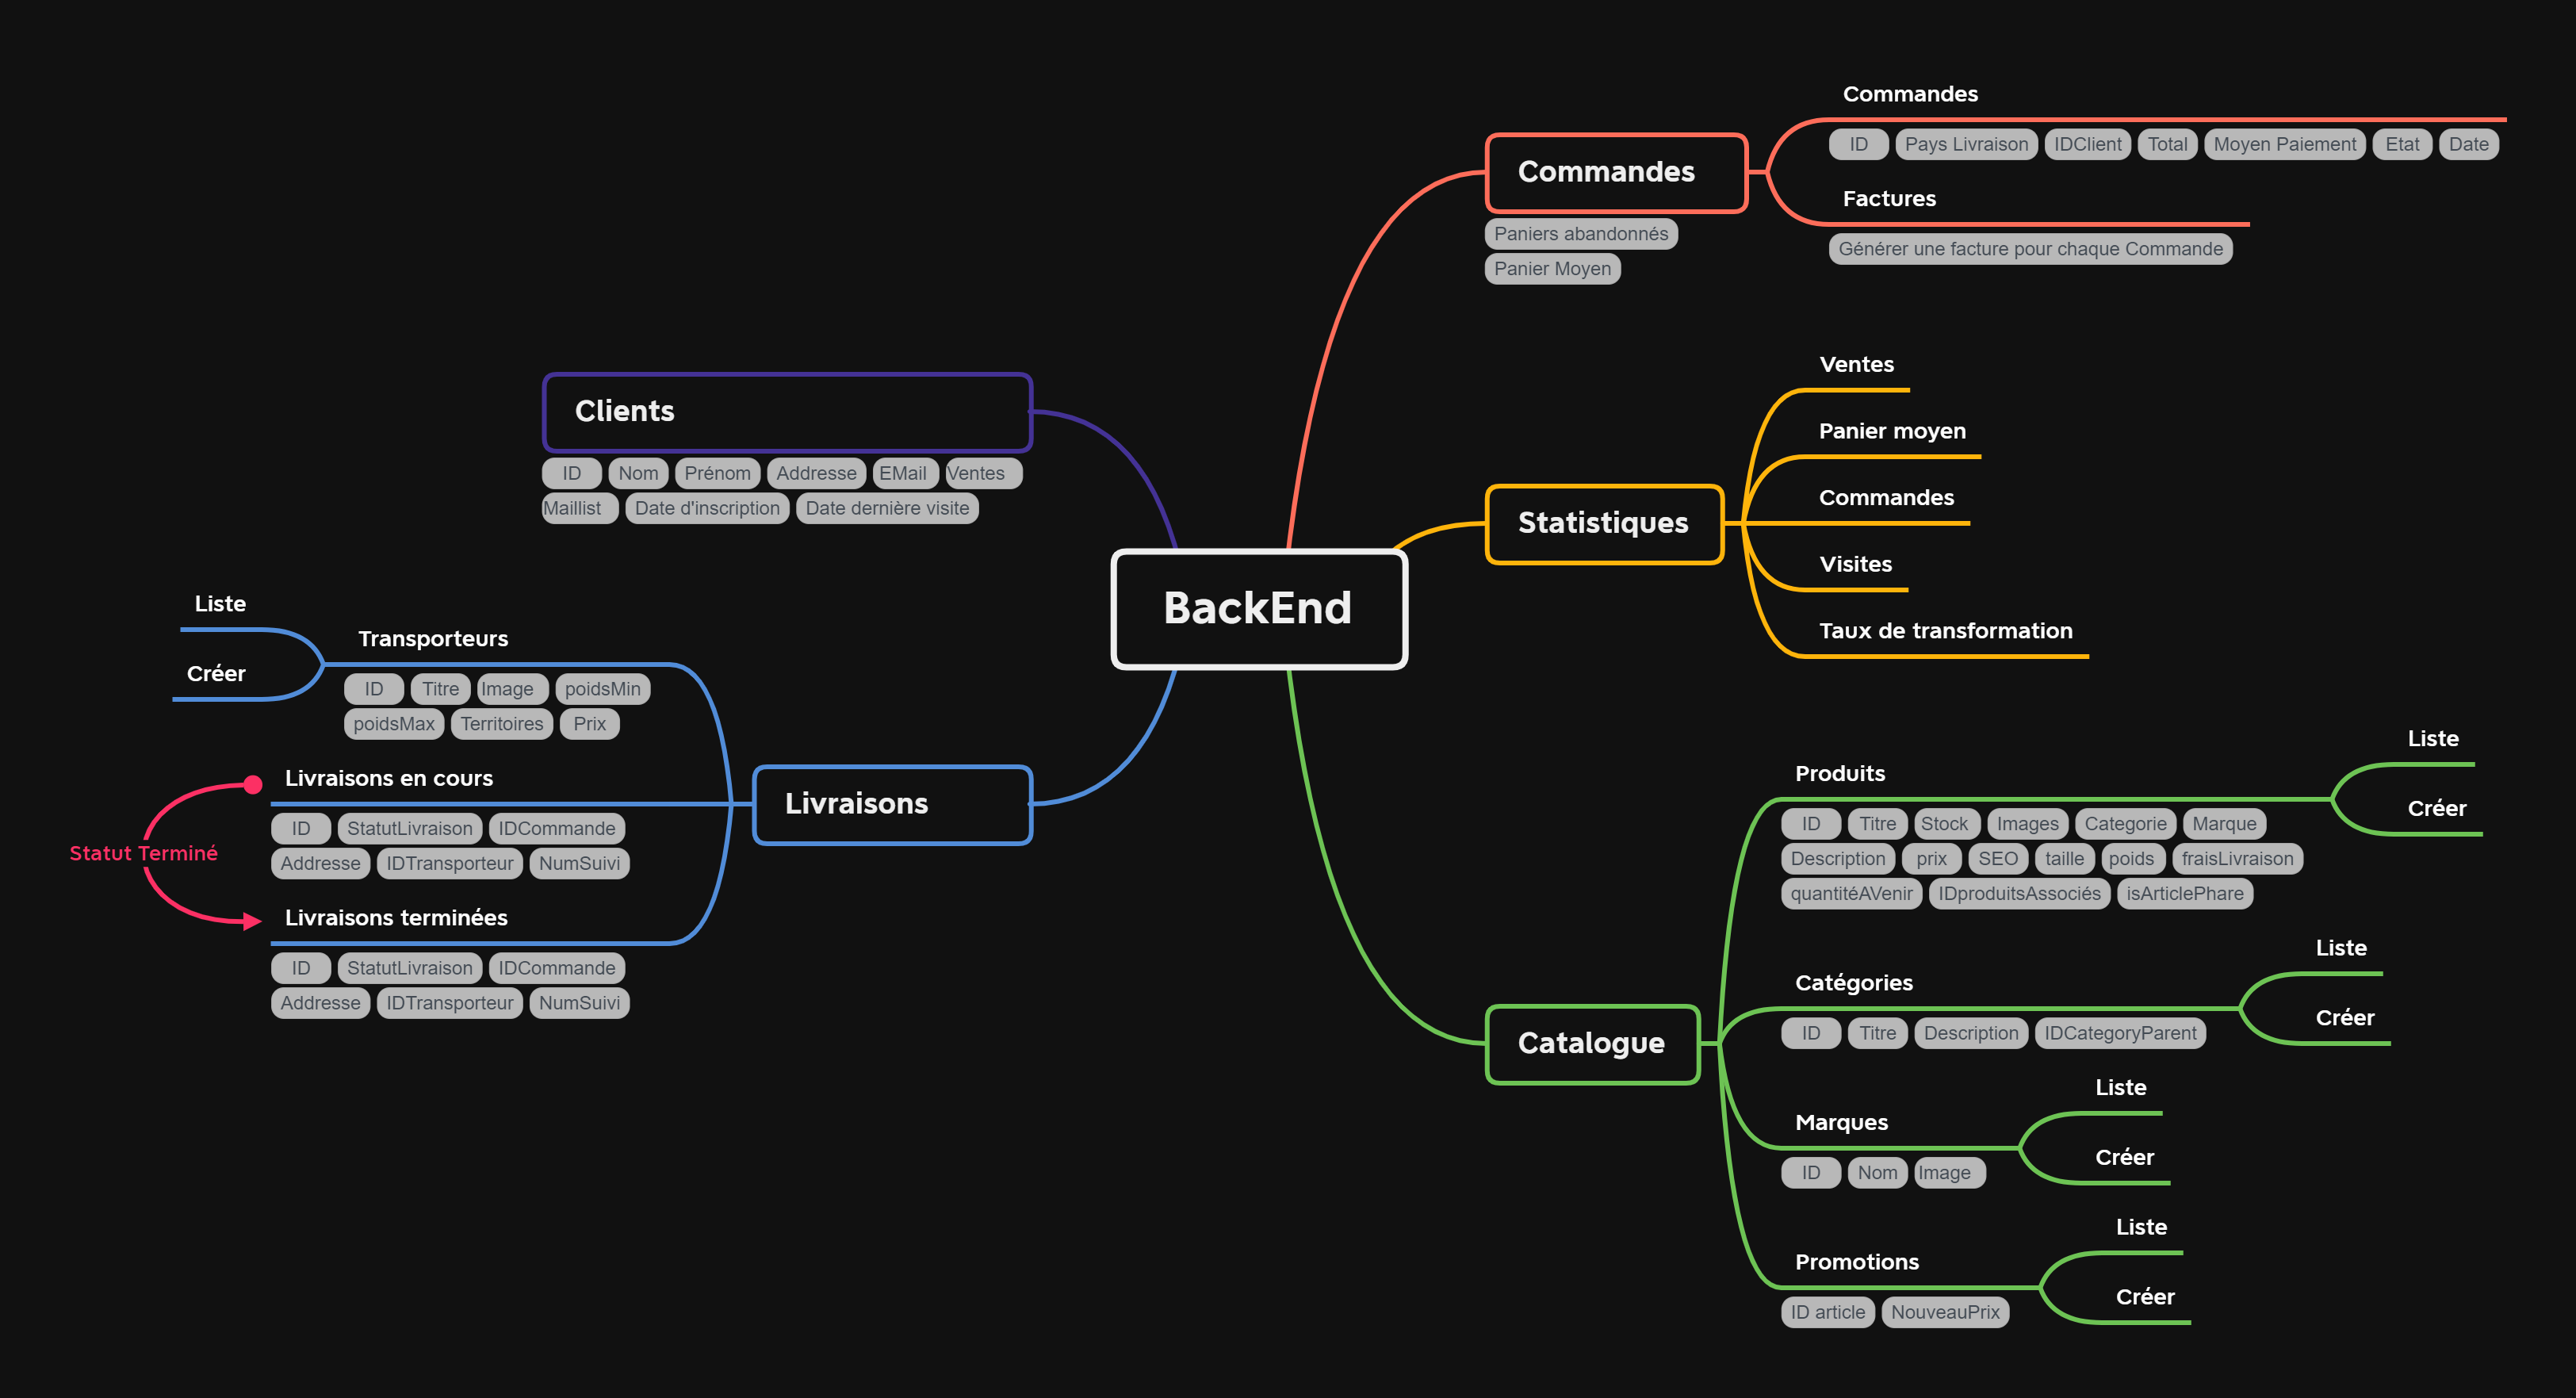 BackEnd
Commandes
Paniers abandonnés
Panier Moyen
Commandes
ID Pays Livraison IDClient Total Moyen Paiement Etat Date
Factures
Générer une facture pour chaque Commande
Statistiques
Ventes
Panier moyen
Commandes
Visites
Taux de transformation
Catalogue
Produits
ID Titre Stock Images Categorie Marque
Description prix SEO taille poids fraisLivraison
quantitéAVenir IDproduitsAssociés isArticlePhare
Liste
Créer
Catégories
ID Titre Description IDCategoryParent
Liste
Créer
Marques
ID Nom Image
Liste
Créer
Promotions
ID article NouveauPrix
Liste
Créer
Clients
ID Nom Prénom Addresse EMail Ventes
Maillist Date d'inscription Date dernière visite
Livraisons
Transporteurs
ID Titre Image poidsMin
poidsMax Territoires Prix
Liste
Créer
Livraisons en cours
ID StatutLivraison IDCommande
Addresse IDTransporteur NumSuivi
Statut Terminé
Livraisons terminées
ID StatutLivraison IDCommande
Addresse IDTransporteur NumSuivi